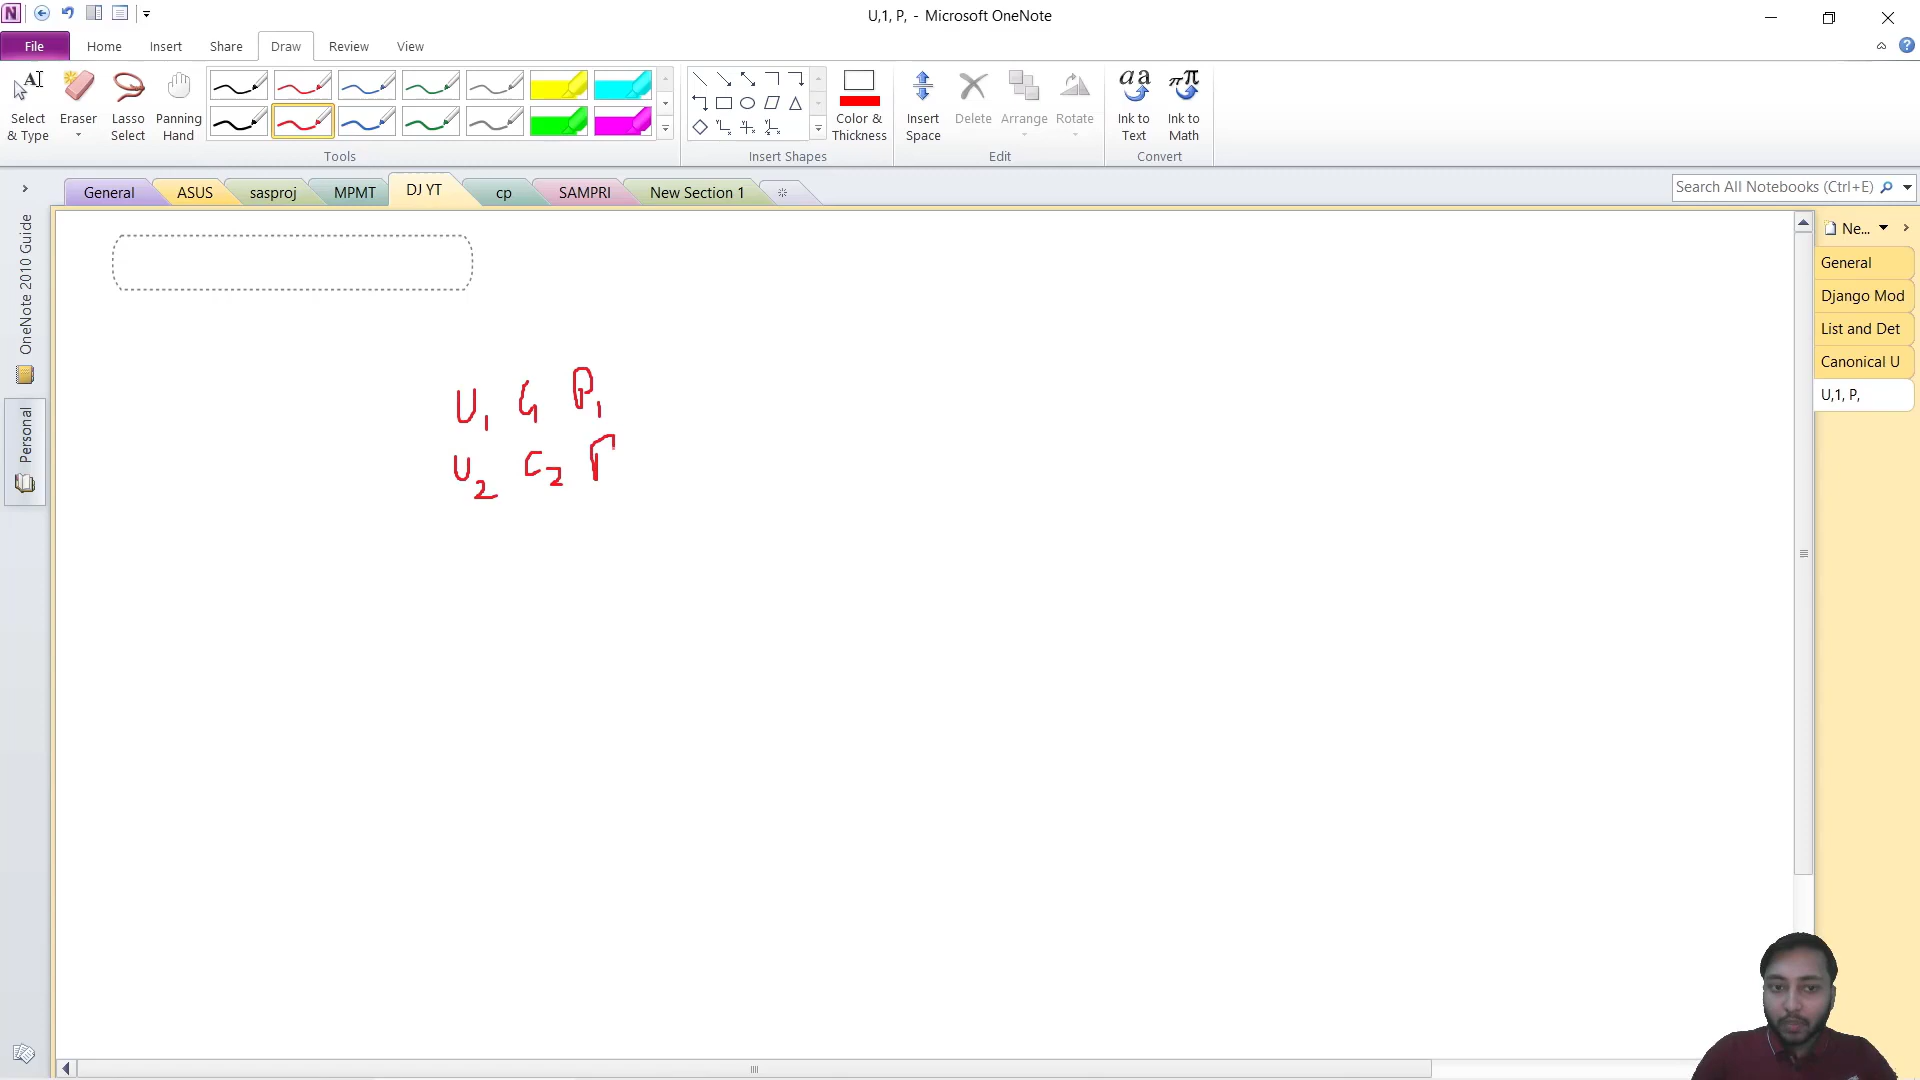 U,1, P, - Microsoft OneNote
File Home Insert Share Draw Review View
Select & Type
Eraser
Lasso Select
Panning Hand
Color & Thickness
Insert Space
Delete
Arrange
Rotate
Ink to Text
Ink to Math
Tools
Insert Shapes
Edit
Convert
General ASUS sasproj MPMT DJ YT cp SAMPRI New Section 1
Search All Notebooks (Ctrl+E)
OneNote 2010 Guide
Personal
Ne...
General
Django Mod
List and Det
Canonical U
U,1, P,
U1 C1 P1
U2 C2